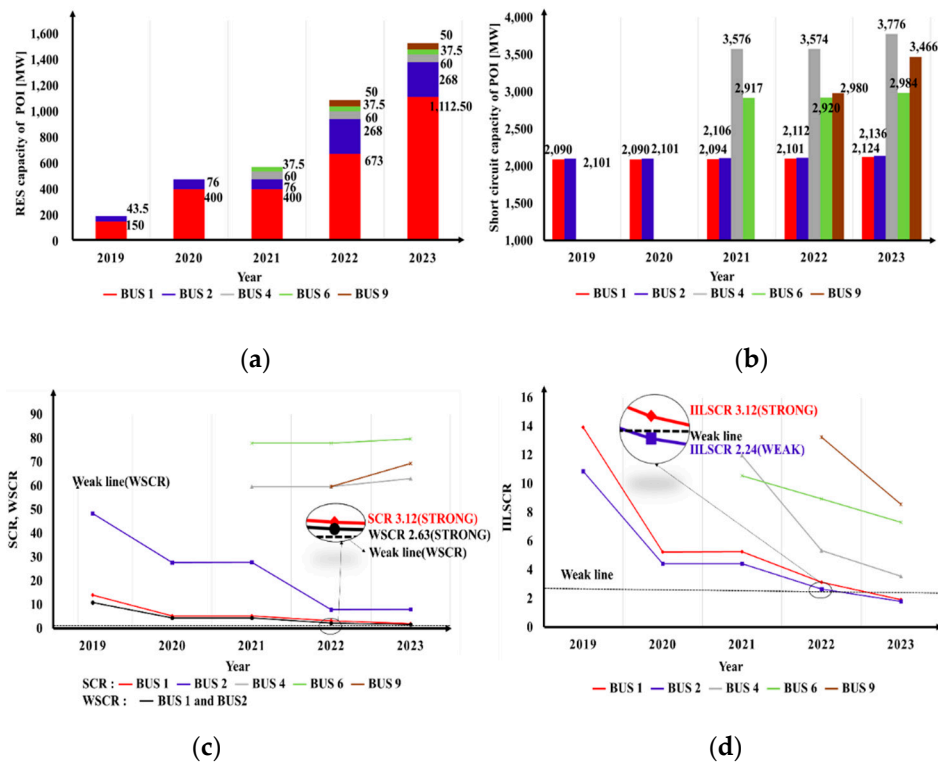 RES capacity of POI [MW]
1,600
1,400
1,200
1,000
800
600
400
200
0
43.5
150
76
400
37.5
60
76
400
50
37.5
60
268
673
50
37.5
60
268
1,112.50
2019 2020 2021 2022 2023
Year
BUS 1 BUS 2 BUS 4 BUS 6 BUS 9
(a)
Short circuit capacity of POI [MW]
4,000
3,500
3,000
2,500
2,000
1,500
1,000
2,090
2,101
2,090
2,101
2,094
2,106
3,576
2,917
2,101
2,112
3,574
2,920
2,980
2,124
2,136
3,776
2,984
3,466
2019 2020 2021 2022 2023
Year
BUS 1 BUS 2 BUS 4 BUS 6 BUS 9
(b)
SCR, WSCR
90
80
70
60
50
40
30
20
10
0
Weak line(WSCR)
SCR 3.12(STRONG)
WSCR 2.63(STRONG)
Weak line(WSCR)
2019 2020 2021 2022 2023
Year
SCR : BUS 1 BUS 2 BUS 4 BUS 6 BUS 9
WSCR : BUS 1 and BUS2
(c)
IILSCR
16
14
12
10
8
6
4
2
0
IILSCR 3.12(STRONG)
Weak line
IILSCR 2.24(WEAK)
Weak line
2019 2020 2021 2022 2023
Year
BUS 1 BUS 2 BUS 4 BUS 6 BUS 9
(d)